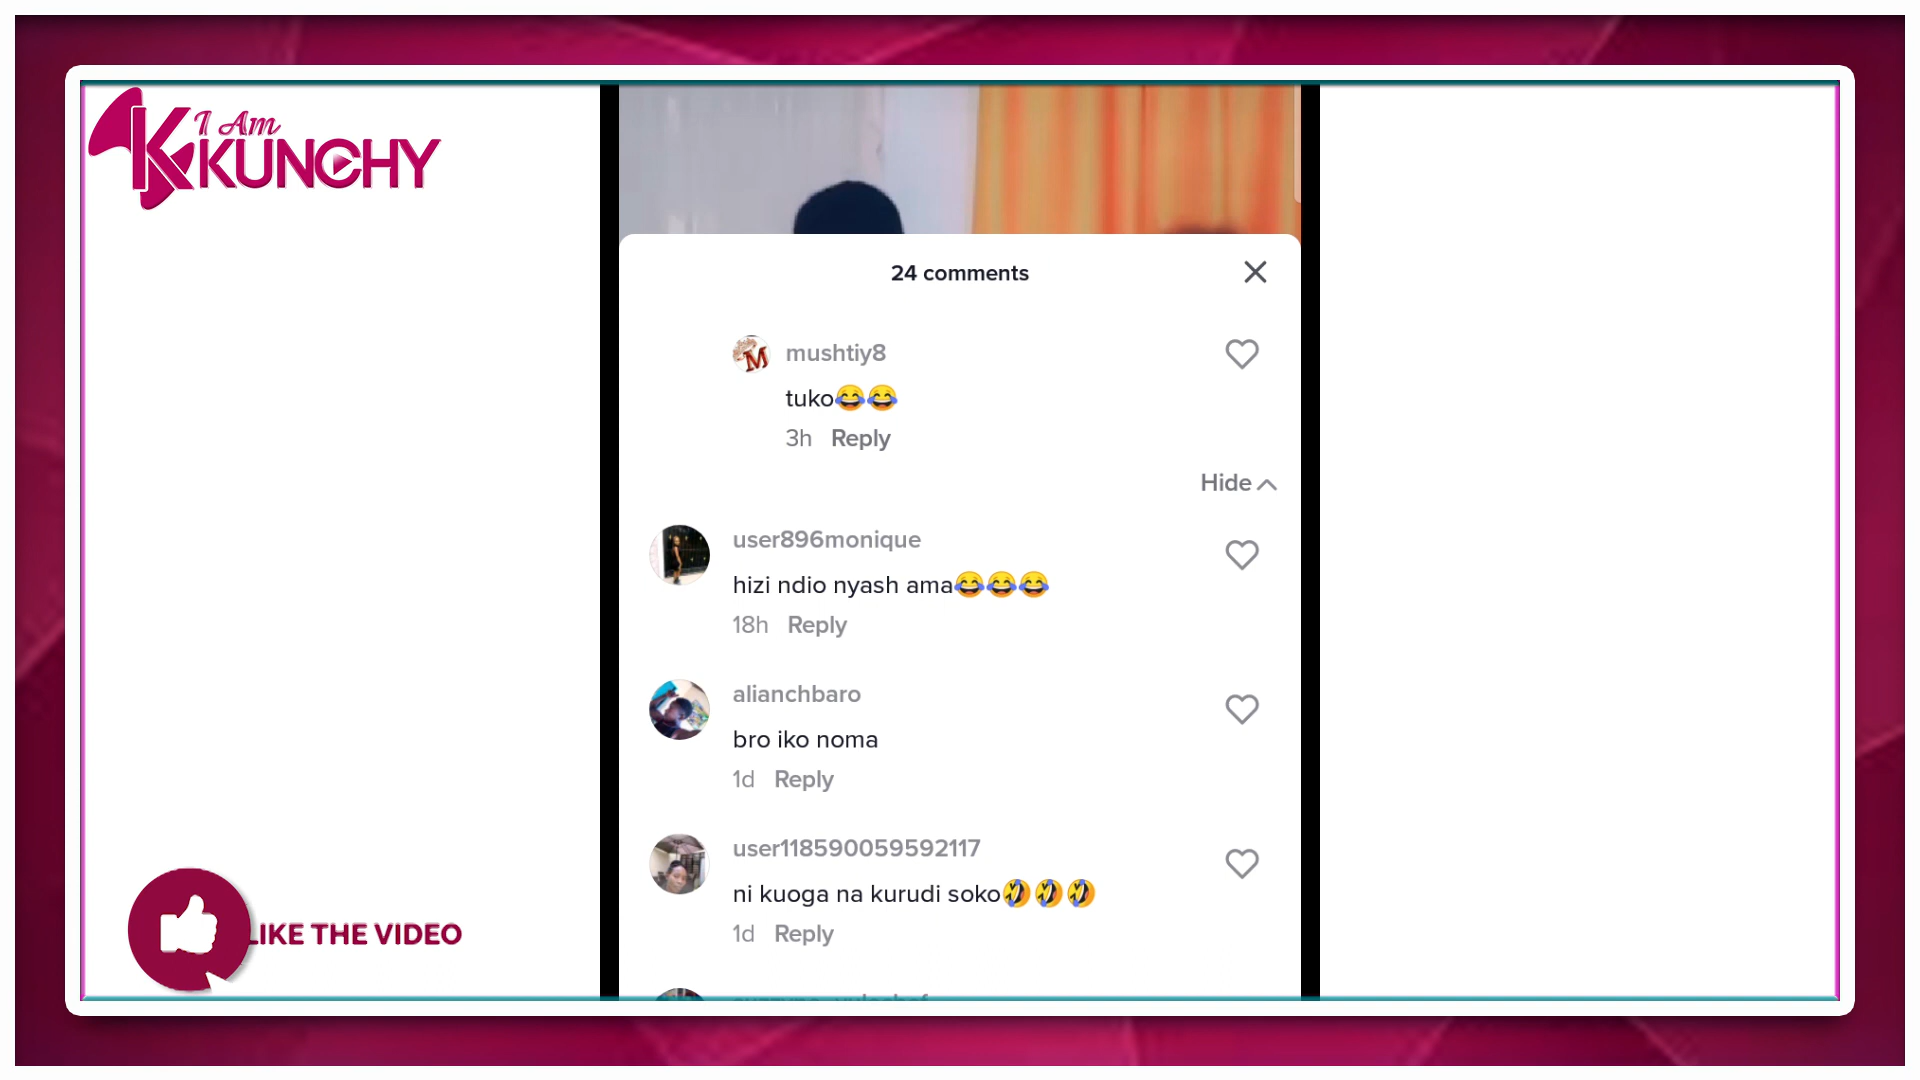 I Am
KUNCHY
24 comments
mushtiy8
tuko😂😂
3h Reply
Hide
user896monique
hizi ndio nyash ama😂😂😂
18h Reply
alianchbaro
bro iko noma
1d Reply
user118590059592117
ni kuoga na kurudi soko🤣🤣🤣
1d Reply
LIKE THE VIDEO